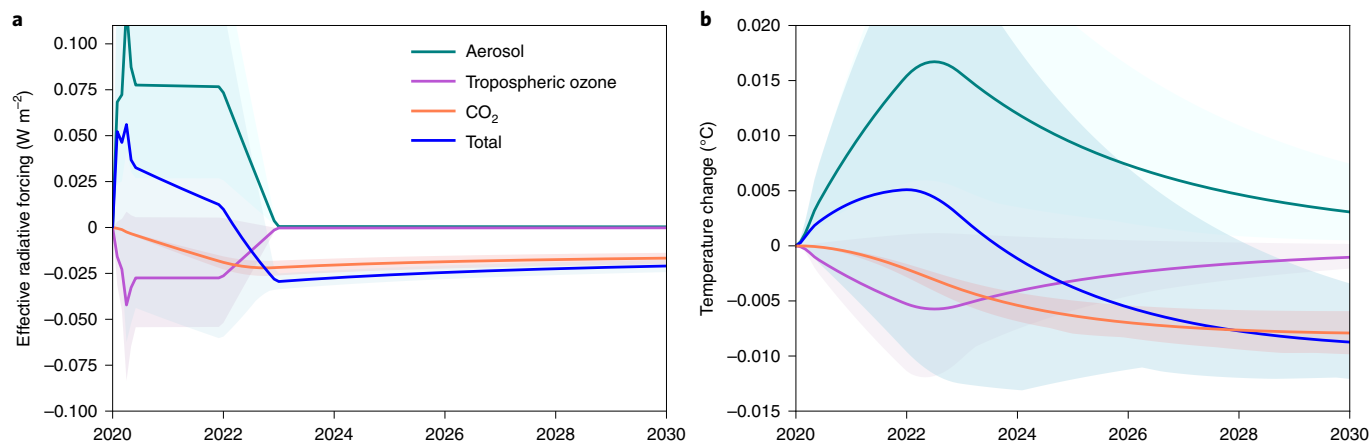 a
Effective radiative forcing (W m−2)
0.100
0.075
0.050
0.025
0
−0.025
−0.050
−0.075
−0.100
2020 2022 2024 2026 2028 2030
Aerosol
Tropospheric ozone
CO2
Total
b
Temperature change (°C)
0.020
0.015
0.010
0.005
0
−0.005
−0.010
−0.015
2020 2022 2024 2026 2028 2030